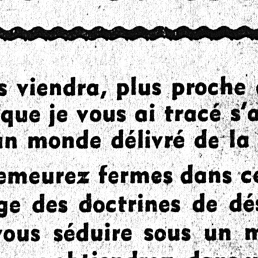 s viendra, plus proche
que je vous ai tracé s'a
un monde délivré de la
emeurez fermes dans ce
ge des doctrines de dés
vous séduire sous un m